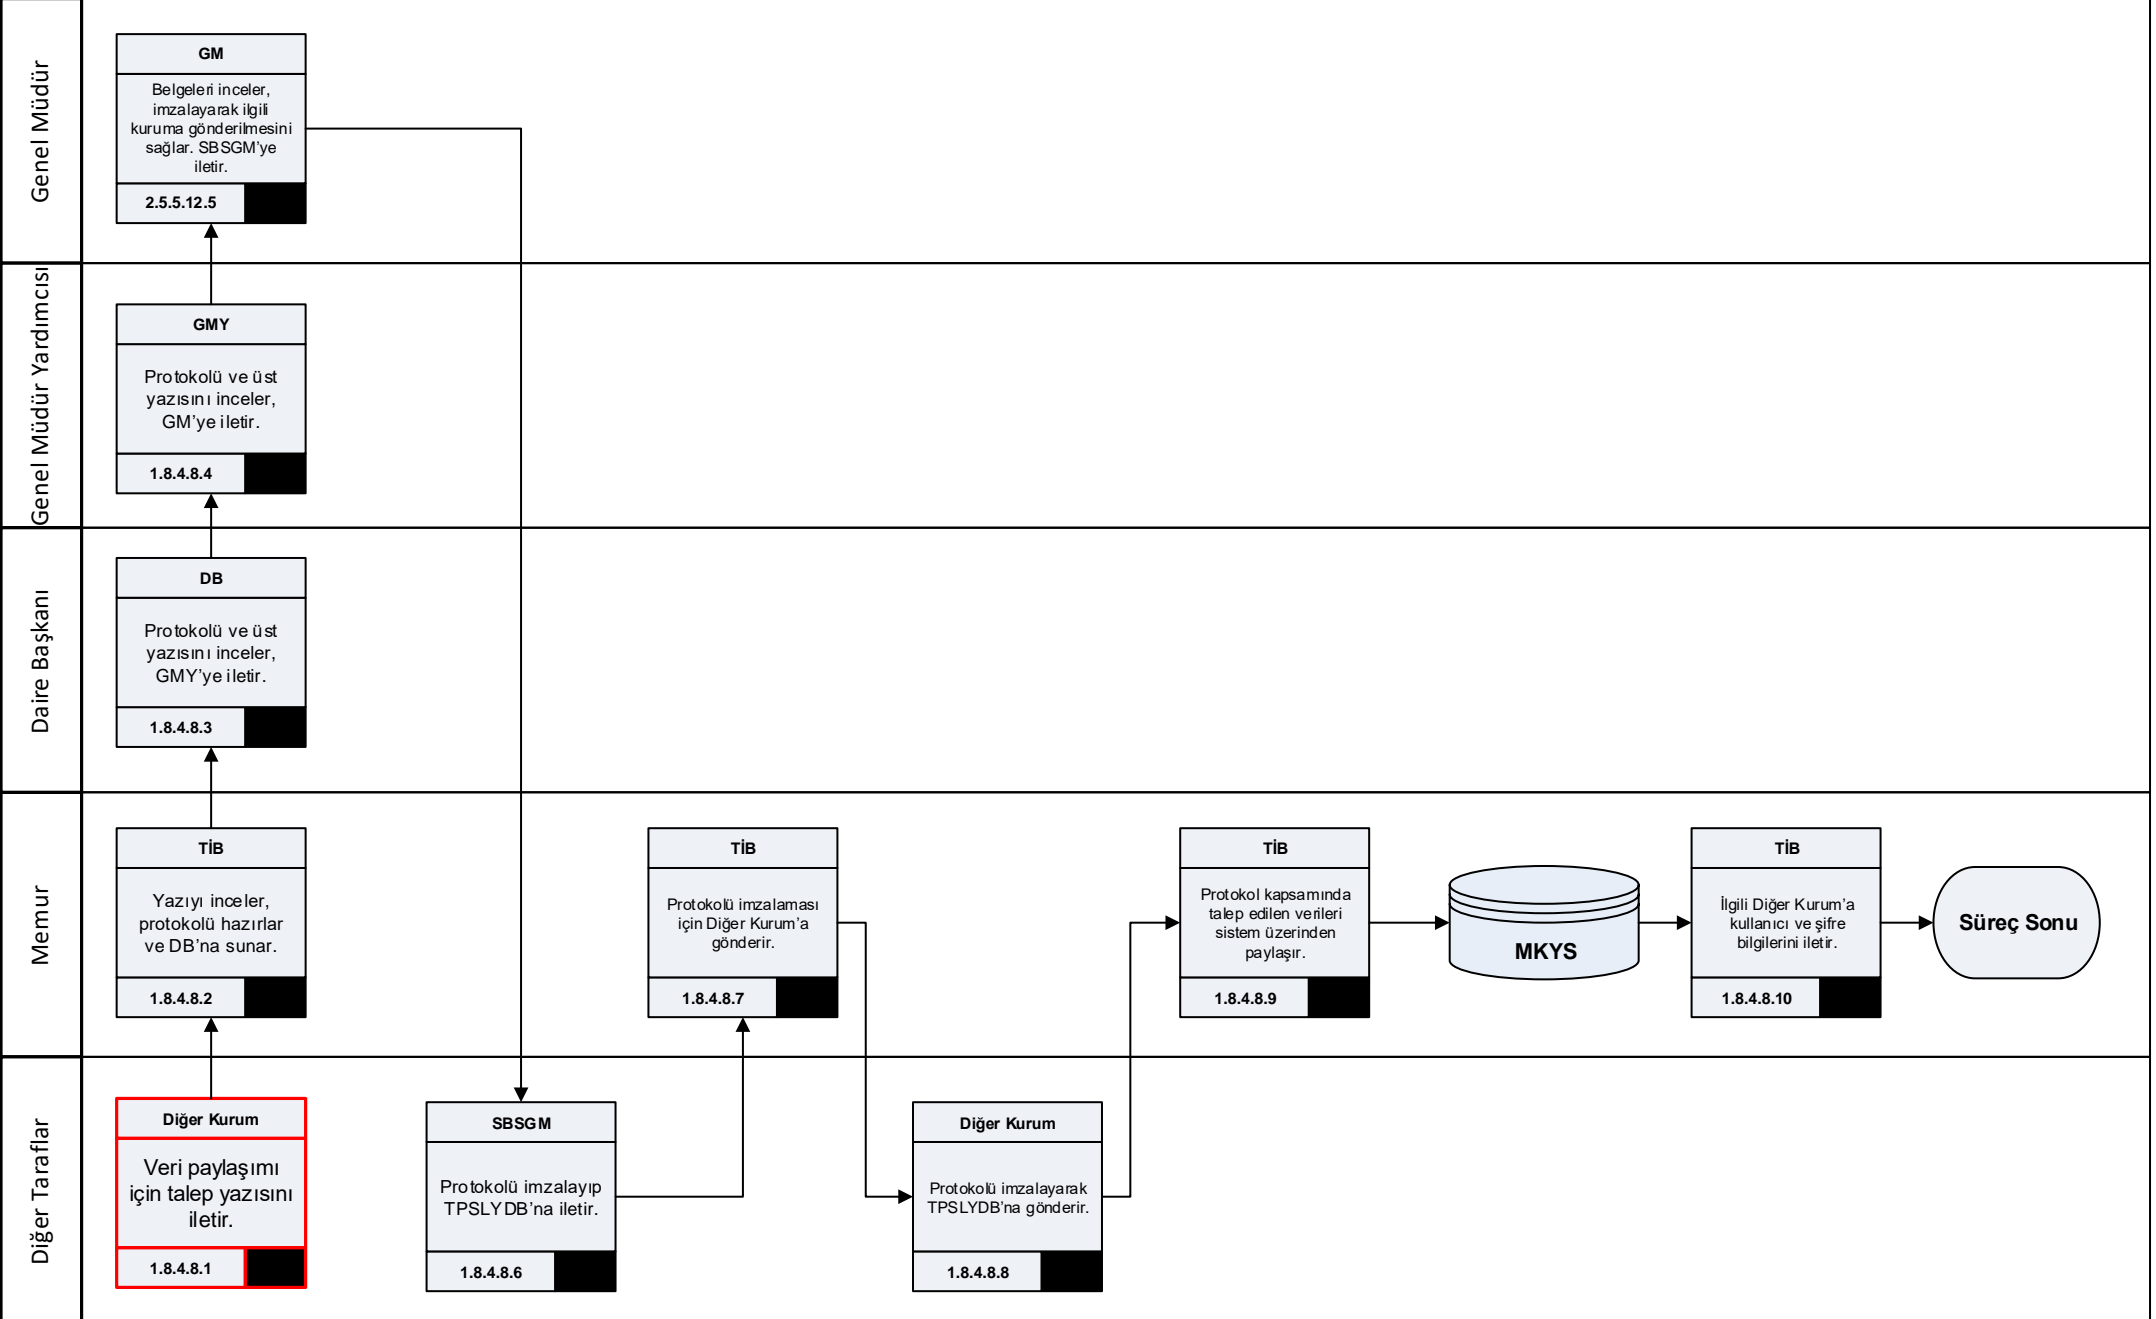 Genel Müdür
GM
Belgeleri inceler,
imzalayarak ilgili
kuruma gönderilmesini
sağlar. SBSGM'ye
iletir.
2.5.5.12.5
Genel Müdür Yardımcısı
GMY
Protokolü ve üst
yazısını inceler,
GM'ye iletir.
1.8.4.8.4
Daire Başkanı
DB
Protokolü ve üst
yazısını inceler,
GMY'ye iletir.
1.8.4.8.3
Memur
TİB
Yazıyı inceler,
protokolü hazırlar
ve DB'na sunar.
1.8.4.8.2
TİB
Protokolü imzalaması
için Diğer Kurum'a
gönderir.
1.8.4.8.7
TİB
Protokol kapsamında
talep edilen verileri
sistem üzerinden
paylaşır.
1.8.4.8.9
MKYS
TİB
İlgili Diğer Kurum'a
kullanıcı ve şifre
bilgilerini iletir.
1.8.4.8.10
Süreç Sonu
Diğer Taraflar
Diğer Kurum
Veri paylaşımı
için talep yazısını
iletir.
1.8.4.8.1
SBSGM
Protokolü imzalayıp
TPSLYDB'na iletir.
1.8.4.8.6
Diğer Kurum
Protokolü imzalayarak
TPSLYDB'na gönderir.
1.8.4.8.8